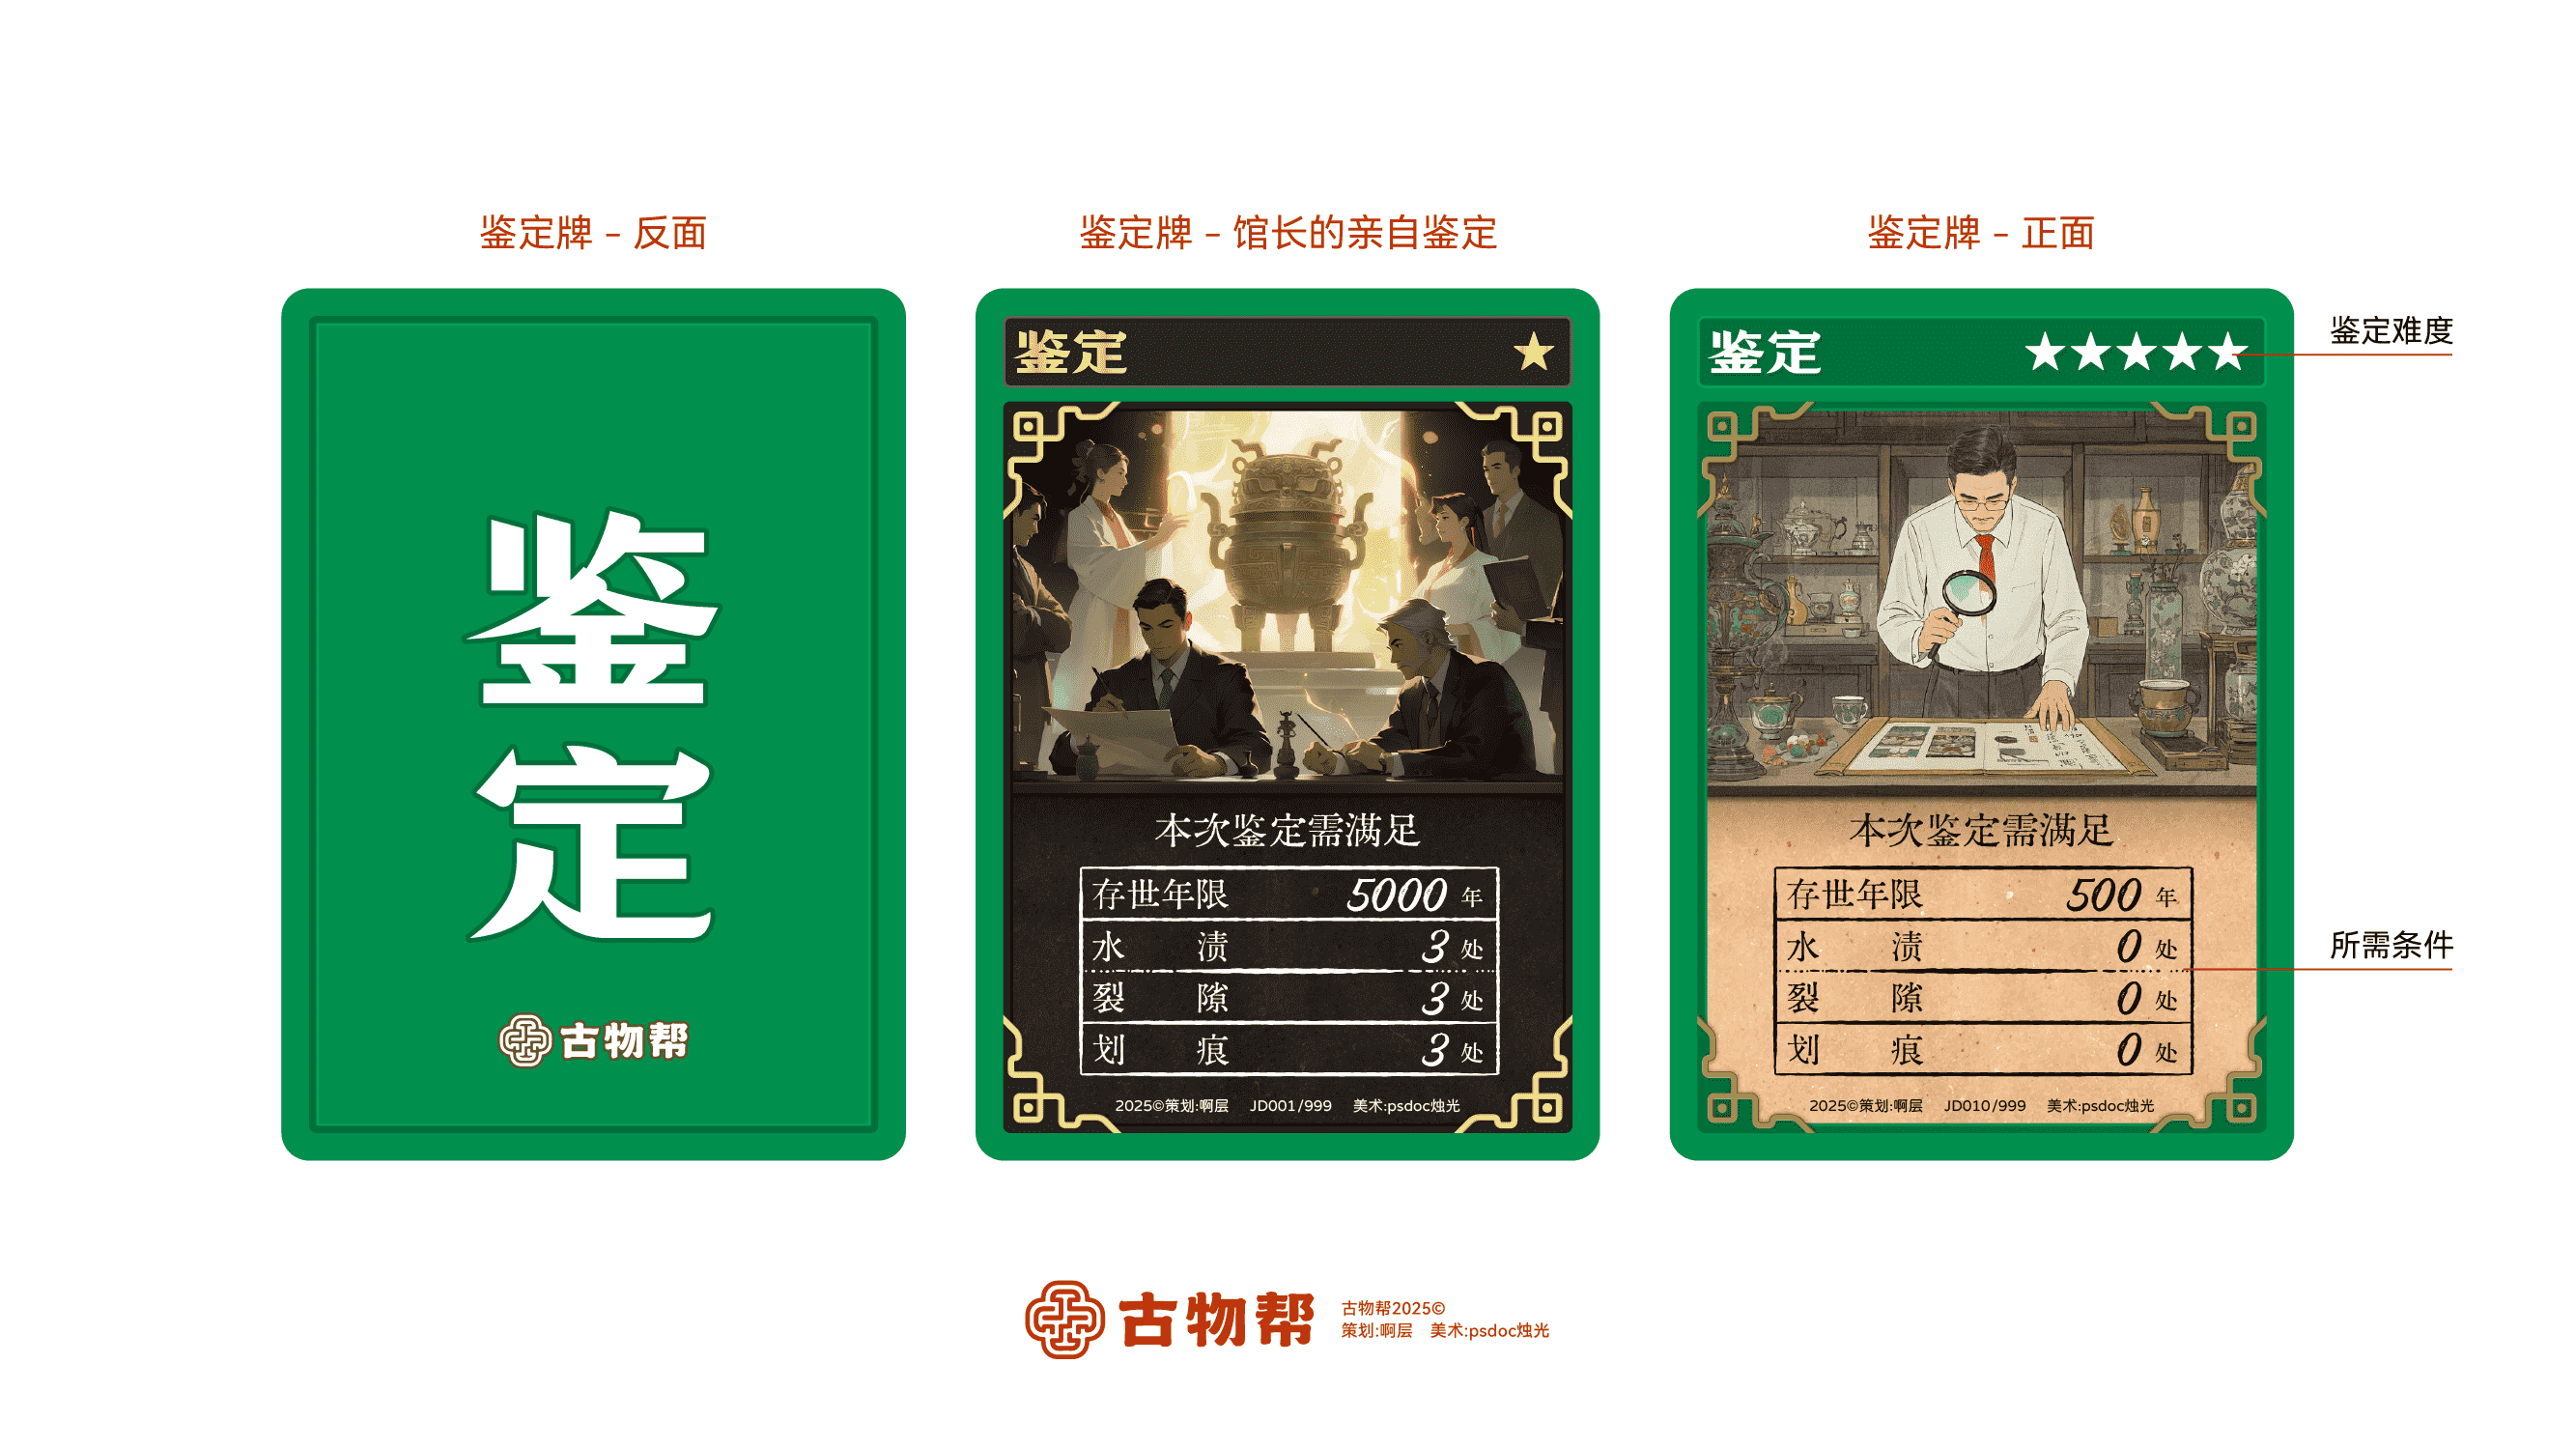 鉴定牌 – 反面
鉴定
古物帮
鉴定牌 – 馆长的亲自鉴定
鉴定 ★
本次鉴定需满足
存世年限 5000 年
水渍 3 处
裂隙 3 处
划痕 3 处
2025©策划:啊层 JD001/999 美术:psdoc烛光
鉴定牌 – 正面
鉴定 ★★★★★
鉴定难度
本次鉴定需满足
存世年限 500 年
水渍 0 处
裂隙 0 处
划痕 0 处
所需条件
2025©策划:啊层 JD010/999 美术:psdoc烛光
古物帮
古物帮2025©
策划:啊层 美术:psdoc烛光